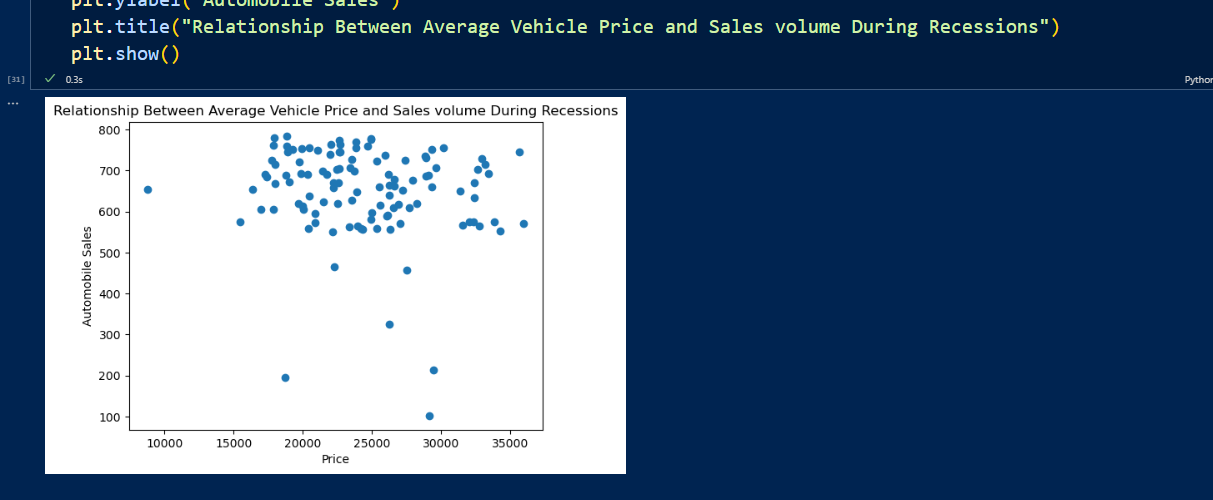 plt.ylabel("Automobile Sales")
plt.title("Relationship Between Average Vehicle Price and Sales volume During Recessions")
plt.show()
[31]
✓ 0.3s
Python
...
Relationship Between Average Vehicle Price and Sales volume During Recessions
800
700
600
500
400
300
200
100
Automobile Sales
10000 15000 20000 25000 30000 35000
Price